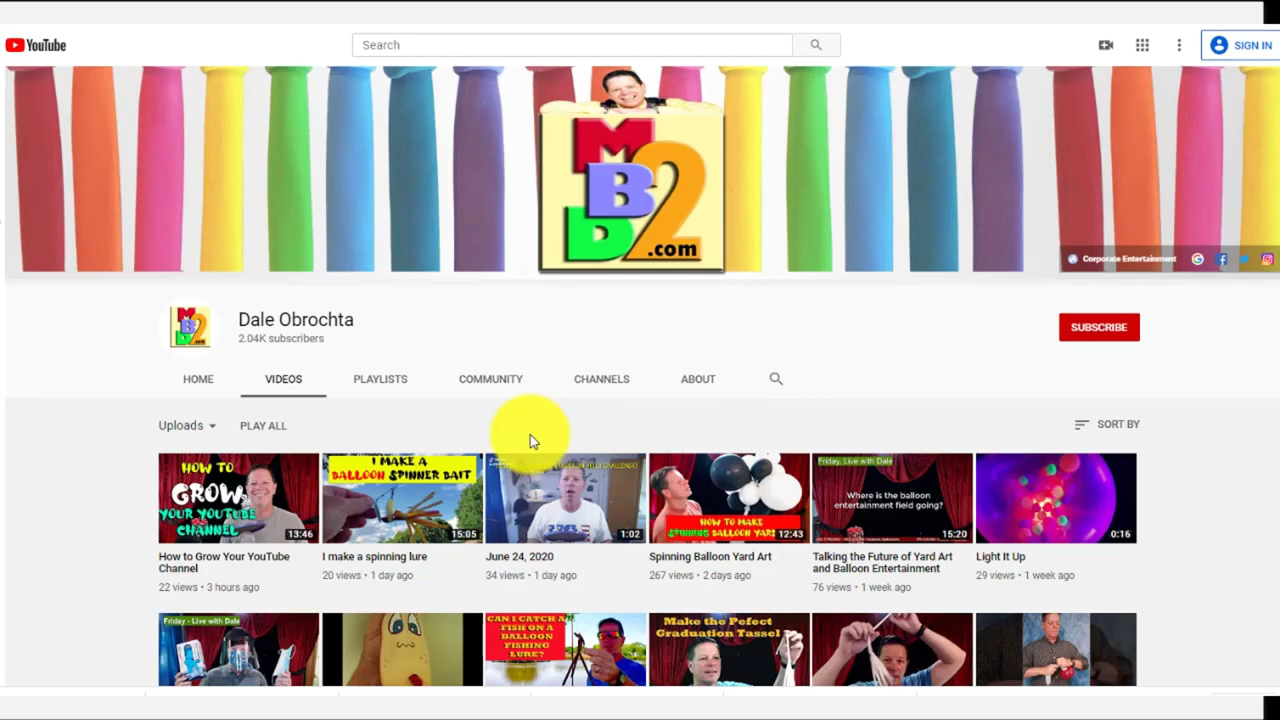 YouTube
Search
SIGN IN
M
B2
D
.com
Corporate Entertainment
Dale Obrochta
2.04K subscribers
SUBSCRIBE
HOME VIDEOS PLAYLISTS COMMUNITY CHANNELS ABOUT
Uploads PLAY ALL
SORT BY
HOW TO
GROW
YOUR YOUTUBE
CHANNEL
13:46
I MAKE A
BALLOON SPINNER BAIT
15:05
1:02
HOW TO MAKE
SPINNING BALLOON YARD
12:43
Friday, Live with Dale
Where is the balloon
entertainment field going?
15:20
0:16
How to Grow Your YouTube
Channel
22 views • 3 hours ago
I make a spinning lure
20 views • 1 day ago
June 24, 2020
34 views • 1 day ago
Spinning Balloon Yard Art
267 views • 2 days ago
Talking the Future of Yard Art
and Balloon Entertainment
76 views • 1 week ago
Light It Up
29 views • 1 week ago
Friday - Live with Dale
CAN I CATCH A
FISH ON A
BALLOON
FISHING
LURE?
Make the Pefect
Graduation Tassel